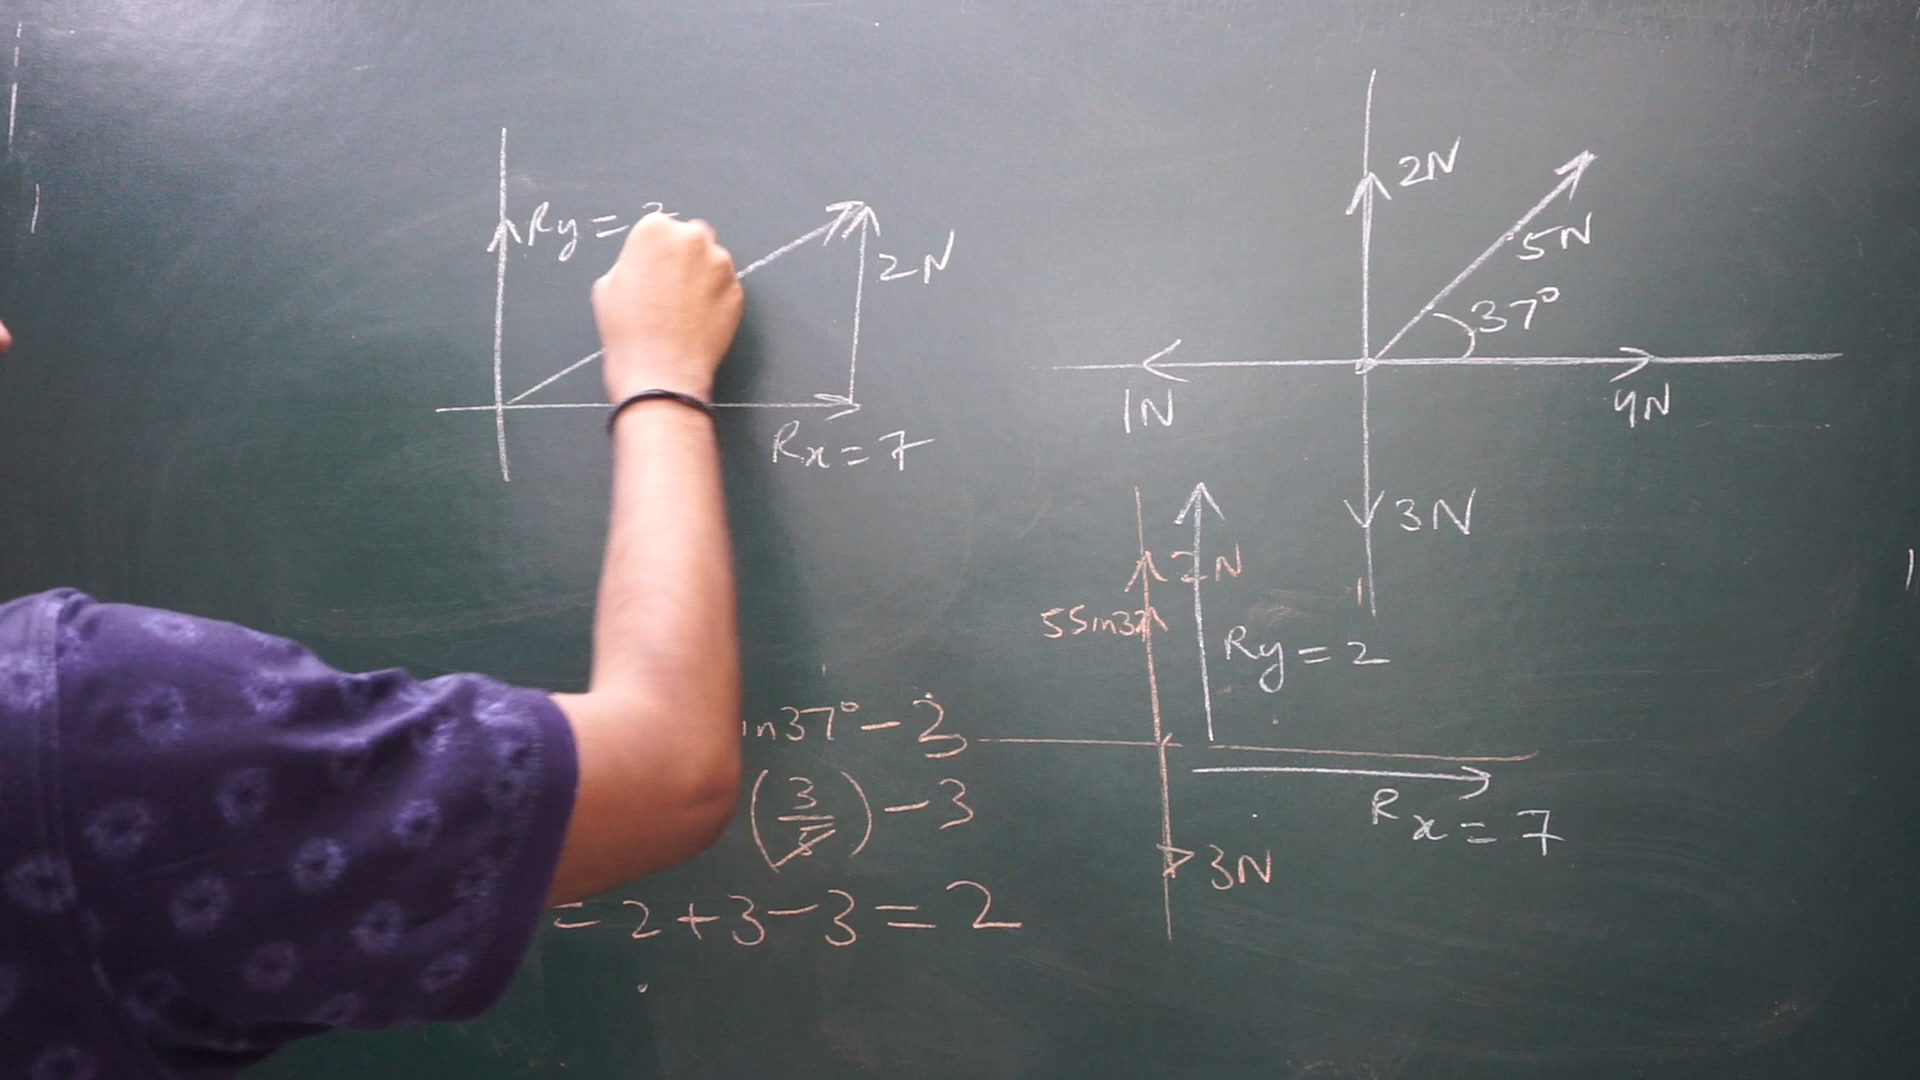 Ry =
2N
Rx = 7
2N
5N
37°
1N
4N
3N
2N
5Sin37
Ry = 2
Rx = 7
3N
in37° - 3
(3/5) - 3
= 2 + 3 - 3 = 2